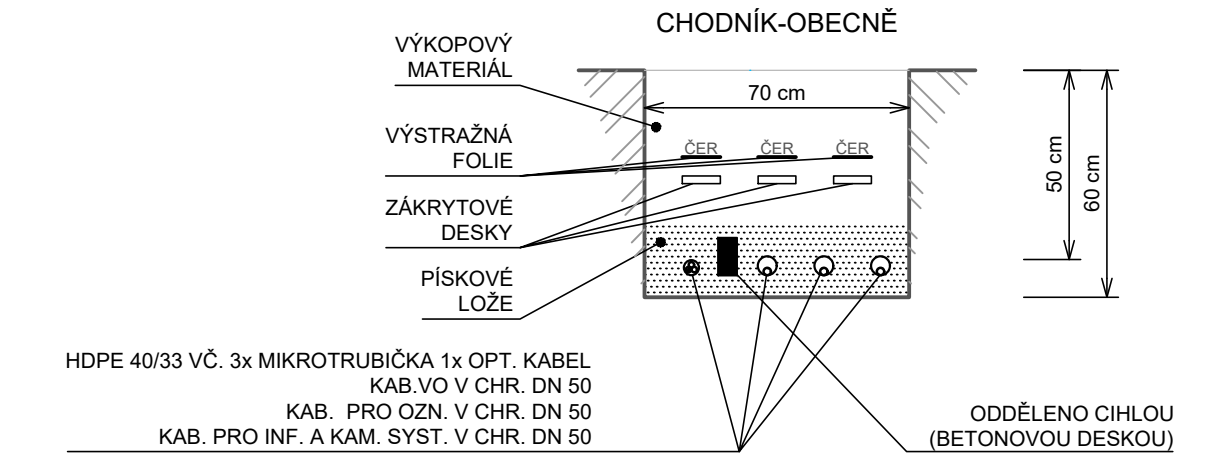 CHODNÍK-OBECNĚ
VÝKOPOVÝ
MATERIÁL
70 cm
VÝSTRAŽNÁ
FOLIE
ČER ČER ČER
50 cm
60 cm
ZÁKRYTOVÉ
DESKY
PÍSKOVÉ
LOŽE
HDPE 40/33 VČ. 3x MIKROTRUBIČKA 1x OPT. KABEL
KAB.VO V CHR. DN 50
KAB. PRO OZN. V CHR. DN 50
KAB. PRO INF. A KAM. SYST. V CHR. DN 50
ODDĚLENO CIHLOU
(BETONOVOU DESKOU)